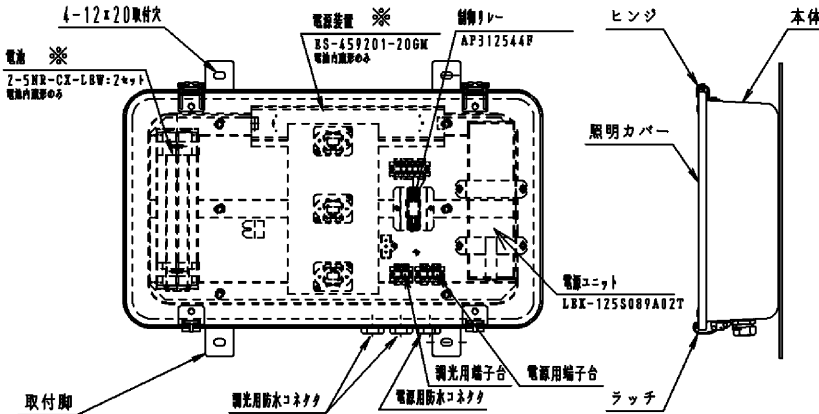 4-12x20取付穴
電源装置 ※
ES-459201-20GM
電池内蔵形のみ
制御リレー
AP312544F
ヒンジ
本体
電池 ※
2-5NR-CX-LEW:2セット
電池内蔵形のみ
照明カバー
電源ユニット
LEK-125S089A02T
取付脚
調光用防水コネクタ
調光用端子台
電源用防水コネクタ
電源用端子台
ラッチ